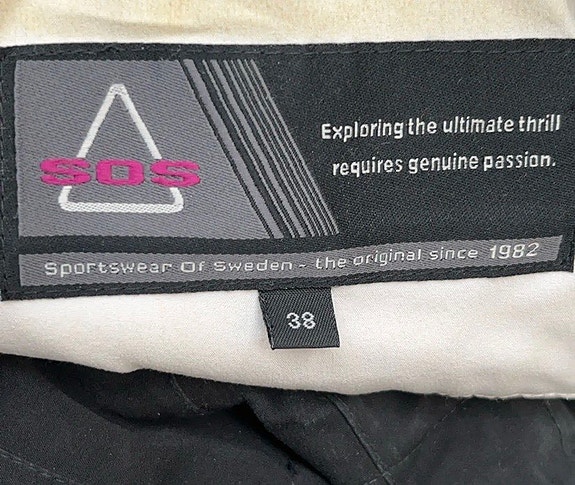 SOS
Exploring the ultimate thrill
requires genuine passion.
Sportswear Of Sweden - the original since 1982
38